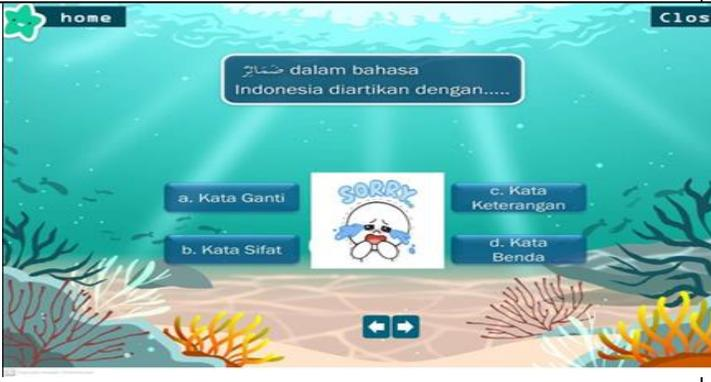 home
Clos
ضَمَائِرُ dalam bahasa
Indonesia diartikan dengan.....
a. Kata Ganti
b. Kata Sifat
SORRY
c. Kata
Keterangan
d. Kata
Benda